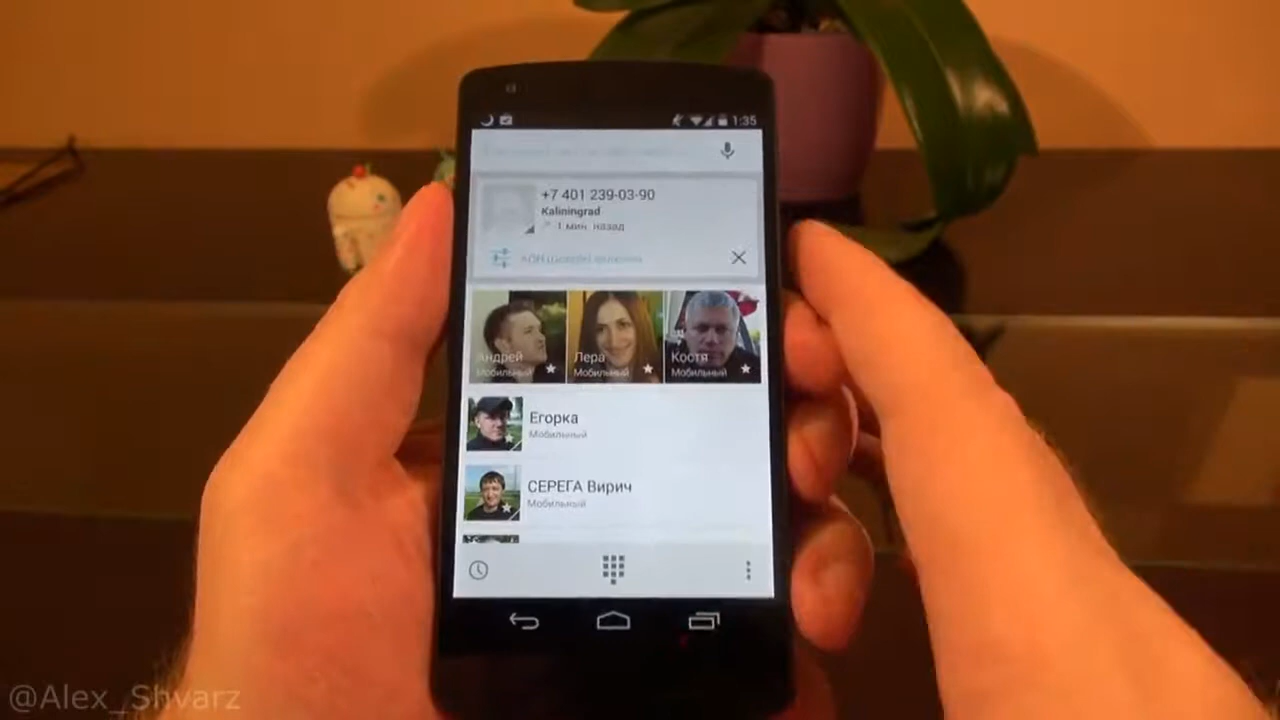 1:35
+7 401 239-03-90
Kaliningrad
1 мин. назад
Андрей
Мобильный
Лера
Мобильный
Костя
Мобильный
Егорка
Мобильный
СЕРЕГА Вирич
Мобильный
@Alex_Shvarz